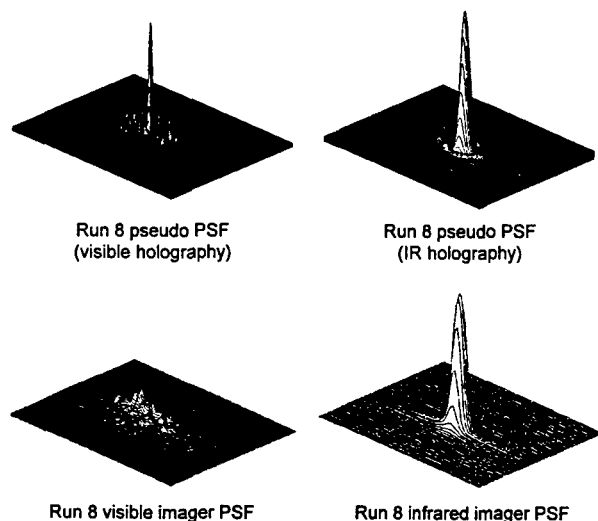 Run 8 pseudo PSF
(visible holography)
Run 8 pseudo PSF
(IR holography)
Run 8 visible imager PSF
Run 8 infrared imager PSF